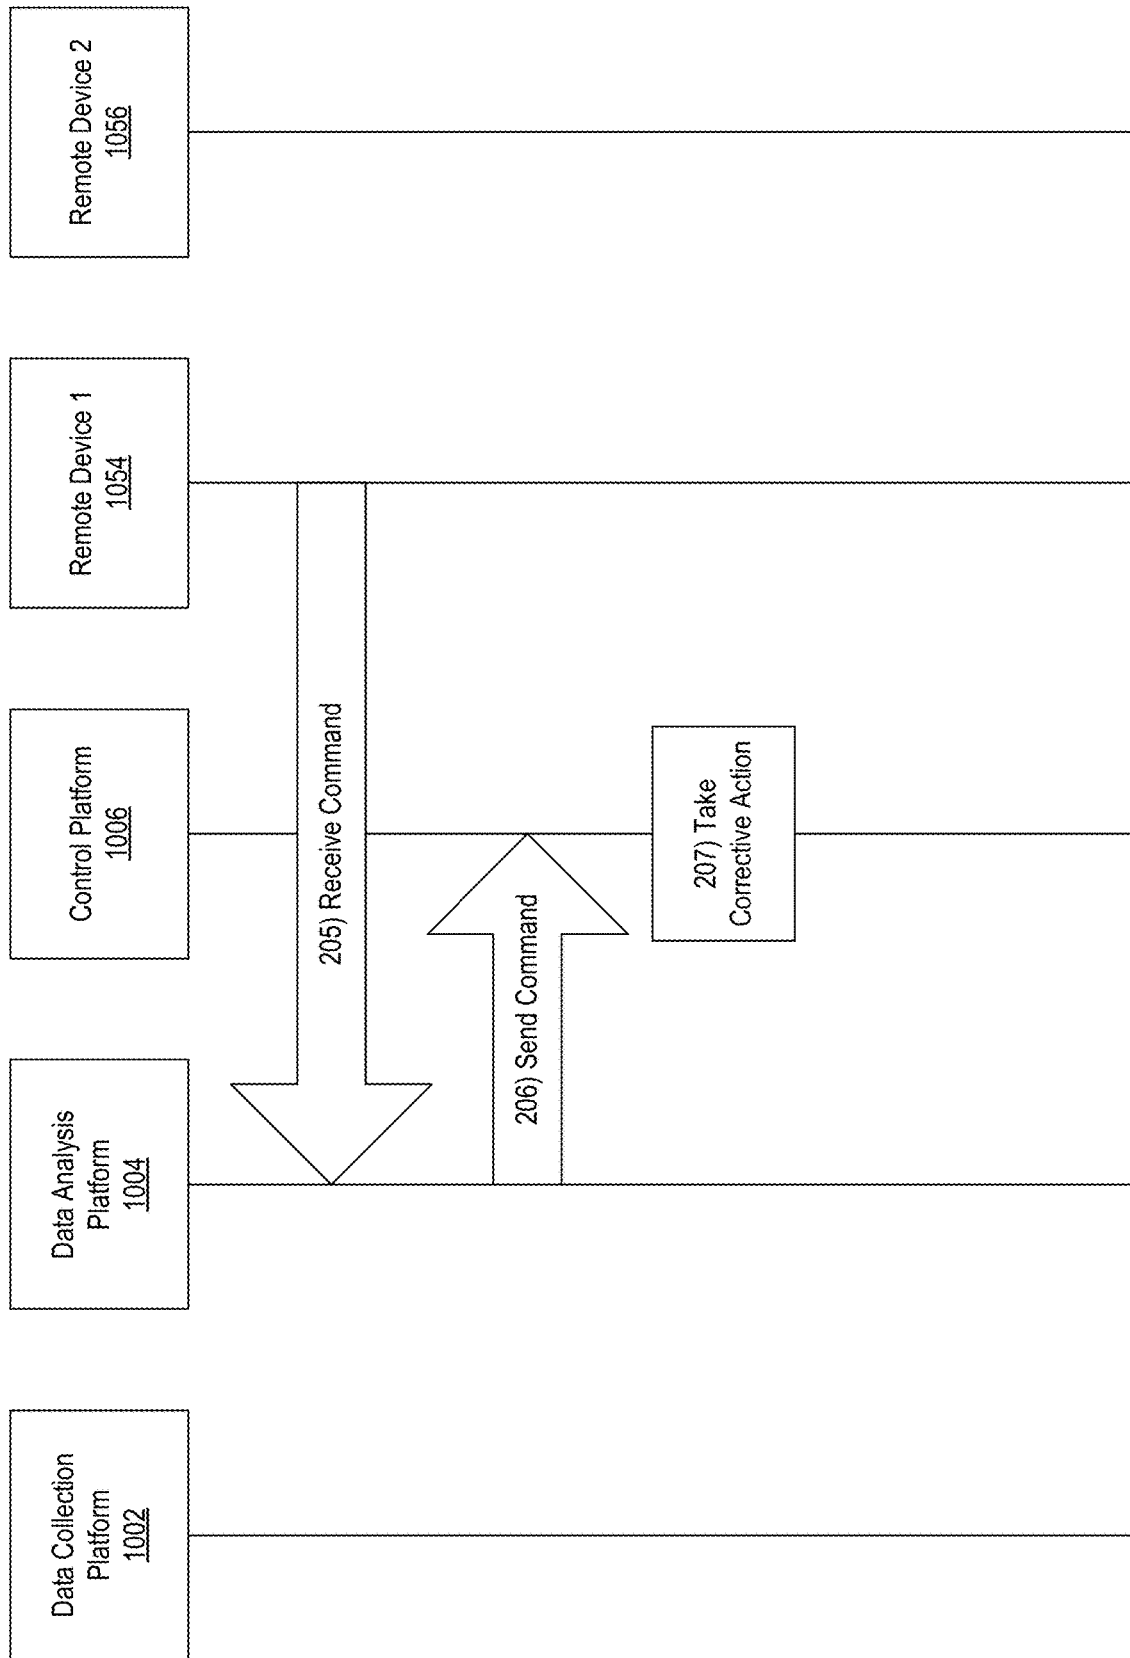 Data Collection
Platform
1002
Data Analysis
Platform
1004
Control Platform
1006
Remote Device 1
1054
Remote Device 2
1056
205) Receive Command
206) Send Command
207) Take
Corrective Action